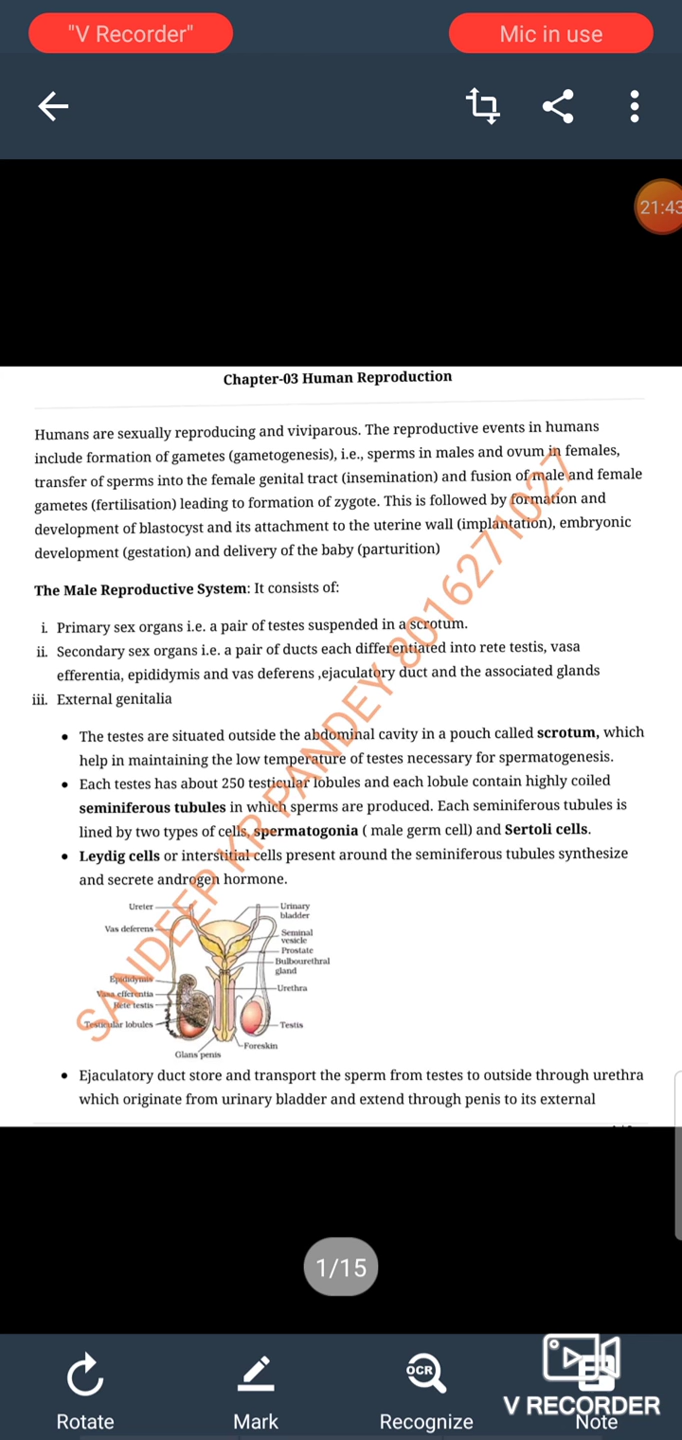 "V Recorder"
Mic in use
21:43
Chapter-03 Human Reproduction
Humans are sexually reproducing and viviparous. The reproductive events in humans
include formation of gametes (gametogenesis), i.e., sperms in males and ovum in females,
transfer of sperms into the female genital tract (insemination) and fusion of male and female
gametes (fertilisation) leading to formation of zygote. This is followed by formation and
development of blastocyst and its attachment to the uterine wall (implantation), embryonic
development (gestation) and delivery of the baby (parturition)
The Male Reproductive System: It consists of:
i. Primary sex organs i.e. a pair of testes suspended in a scrotum.
ii. Secondary sex organs i.e. a pair of ducts each differentiated into rete testis, vasa
efferentia, epididymis and vas deferens ,ejaculatory duct and the associated glands
iii. External genitalia
• The testes are situated outside the abdominal cavity in a pouch called scrotum, which
help in maintaining the low temperature of testes necessary for spermatogenesis.
• Each testes has about 250 testicular lobules and each lobule contain highly coiled
seminiferous tubules in which sperms are produced. Each seminiferous tubules is
lined by two types of cells, spermatogonia ( male germ cell) and Sertoli cells.
• Leydig cells or interstitial cells present around the seminiferous tubules synthesize
and secrete androgen hormone.
Ureter
Vas deferens
Epididymis
Vasa efferentia
Rete testis
Testicular lobules
Glans penis
Urinary
bladder
Seminal
vesicle
Prostate
Bulbourethral
gland
Urethra
Testis
Foreskin
• Ejaculatory duct store and transport the sperm from testes to outside through urethra
which originate from urinary bladder and extend through penis to its external
SANDEEP KR PANDEY 8016271027
1/15
Rotate
Mark
OCR
Recognize
Note
V RECORDER